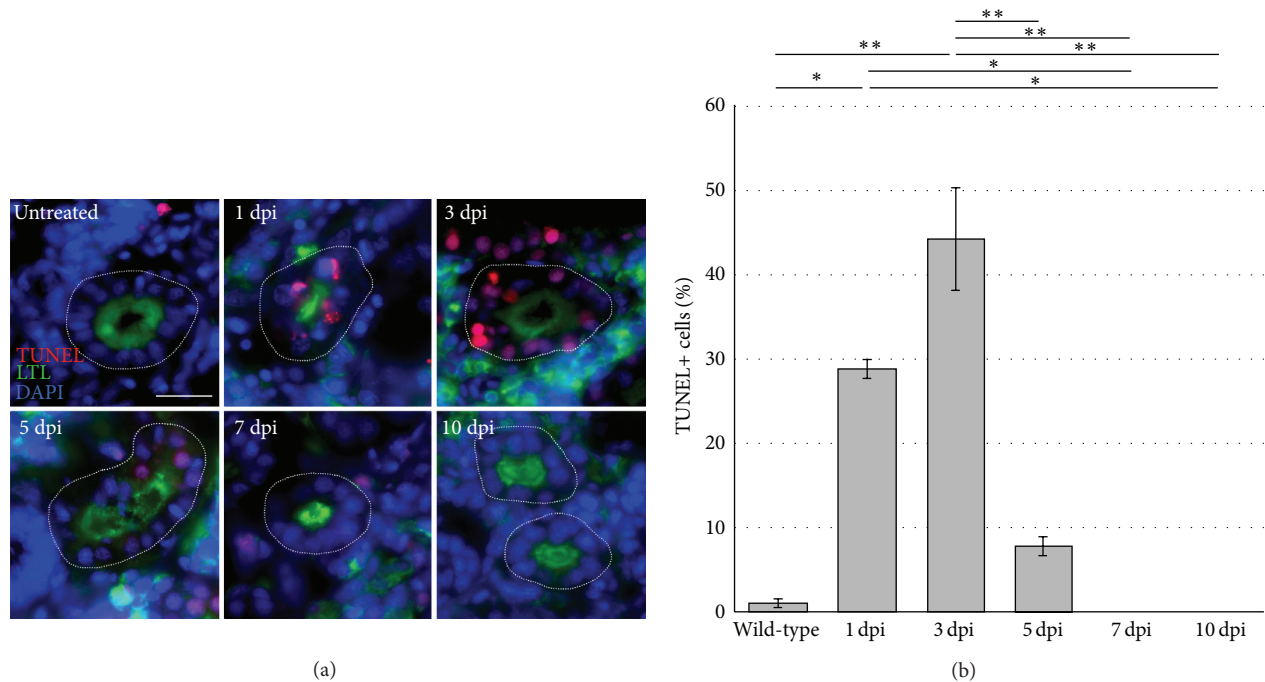 Untreated
1 dpi
3 dpi
TUNEL
LTL
DAPI
5 dpi
7 dpi
10 dpi
(a)
**
**
**
**
*
*
*
60
50
40
30
20
10
0
TUNEL+ cells (%)
Wild-type 1 dpi 3 dpi 5 dpi 7 dpi 10 dpi
(b)